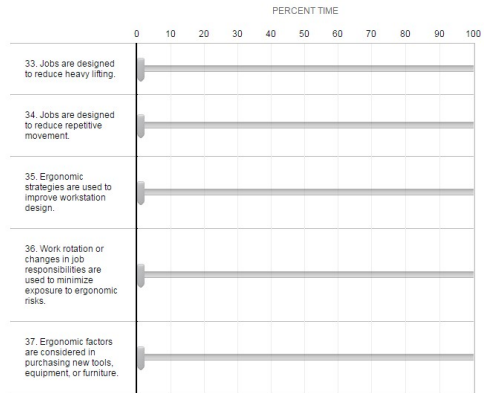 PERCENT TIME
0 10 20 30 40 50 60 70 80 90 100
33. Jobs are designed
to reduce heavy lifting.
34. Jobs are designed
to reduce repetitive
movement.
35. Ergonomic
strategies are used to
improve workstation
design.
36. Work rotation or
changes in job
responsibilities are
used to minimize
exposure to ergonomic
risks.
37. Ergonomic factors
are considered in
purchasing new tools,
equipment, or furniture.